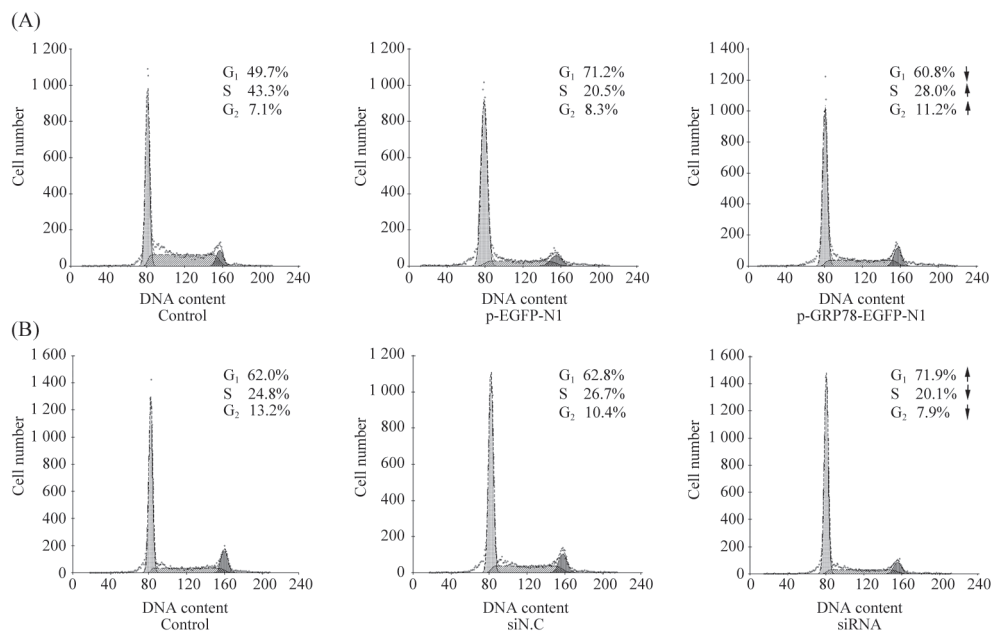 (A)
1 200
1 000
800
600
400
200
0
Cell number
G1 49.7%
S 43.3%
G2 7.1%
0 40 80 120 160 200 240
DNA content
Control
1 200
1 000
800
600
400
200
0
Cell number
G1 71.2%
S 20.5%
G2 8.3%
0 40 80 120 160 200 240
DNA content
p-EGFP-N1
1 400
1 200
1 000
800
600
400
200
0
Cell number
G1 60.8% ↓
S 28.0% ↑
G2 11.2% ↑
0 40 80 120 160 200 240
DNA content
p-GRP78-EGFP-N1
(B)
1 600
1 400
1 200
1 000
800
600
400
200
0
Cell number
G1 62.0%
S 24.8%
G2 13.2%
0 40 80 120 160 200 240
DNA content
Control
1 200
1 000
800
600
400
200
0
Cell number
G1 62.8%
S 26.7%
G2 10.4%
0 40 80 120 160 200 240
DNA content
siN.C
1 600
1 400
1 200
1 000
800
600
400
200
0
Cell number
G1 71.9% ↑
S 20.1% ↓
G2 7.9% ↓
0 40 80 120 160 200 240
DNA content
siRNA